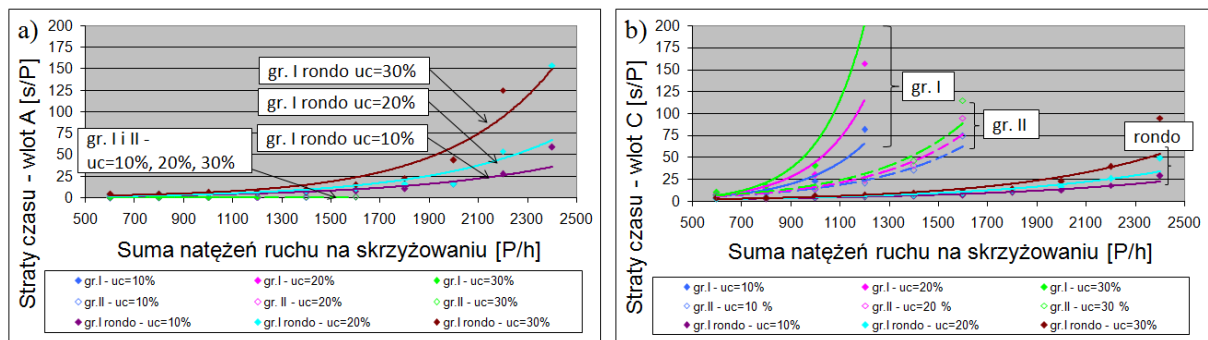 a)
Straty czasu - wlot A [s/P]
200
175
150
125
100
75
50
25
0
gr. I rondo uc=30%
gr. I rondo uc=20%
gr. I rondo uc=10%
gr. I i II -
uc=10%, 20%, 30%
500 700 900 1100 1300 1500 1700 1900 2100 2300 2500
Suma natężeń ruchu na skrzyżowaniu [P/h]
gr.I - uc=10% gr.I - uc=20% gr.I - uc=30%
gr.II - uc=10% gr. II - uc=20% gr.II - uc=30%
gr.I rondo - uc=10% gr.I rondo - uc=20% gr.I rondo - uc=30%
b)
Straty czasu - wlot C [s/P]
200
175
150
125
100
75
50
25
0
gr. I
gr. II
rondo
500 700 900 1100 1300 1500 1700 1900 2100 2300 2500
Suma natężeń ruchu na skrzyżowaniu [P/h]
gr.I - uc=10% gr.I - uc=20% gr.I - uc=30%
gr.II - uc=10 % gr.II - uc=20 % gr.II - uc=30 %
gr.I rondo - uc=10% gr.I rondo - uc=20% gr.I rondo - uc=30%